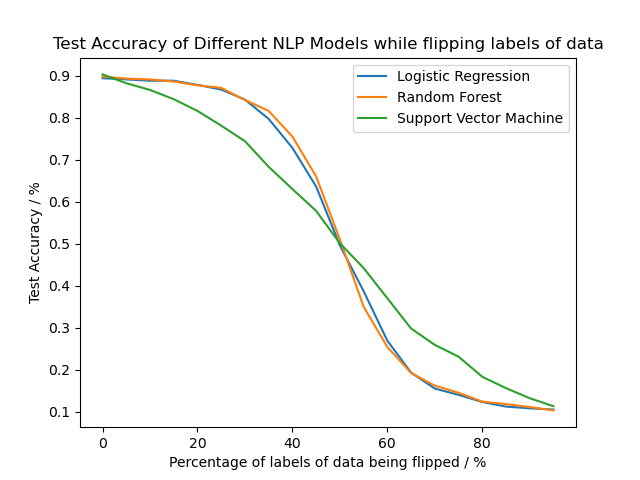 Test Accuracy of Different NLP Models while flipping labels of data
Logistic Regression
Random Forest
Support Vector Machine
Test Accuracy / %
0.9
0.8
0.7
0.6
0.5
0.4
0.3
0.2
0.1
0 20 40 60 80
Percentage of labels of data being flipped / %